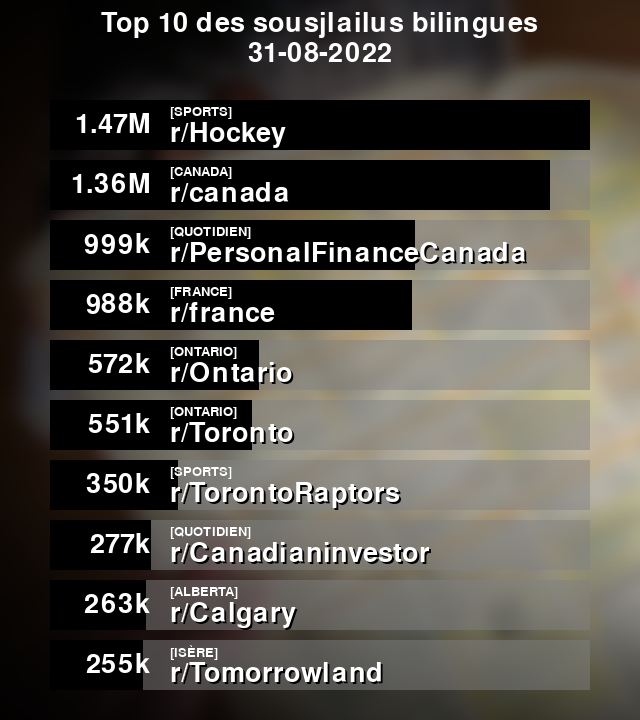 Top 10 des sousjlailus bilingues
31-08-2022
1.47M
[SPORTS]
r/Hockey
1.36M
[CANADA]
r/canada
999k
[QUOTIDIEN]
r/PersonalFinanceCanada
988k
[FRANCE]
r/france
572k
[ONTARIO]
r/Ontario
551k
[ONTARIO]
r/Toronto
350k
[SPORTS]
r/TorontoRaptors
277k
[QUOTIDIEN]
r/Canadianinvestor
263k
[ALBERTA]
r/Calgary
255k
[ISÈRE]
r/Tomorrowland